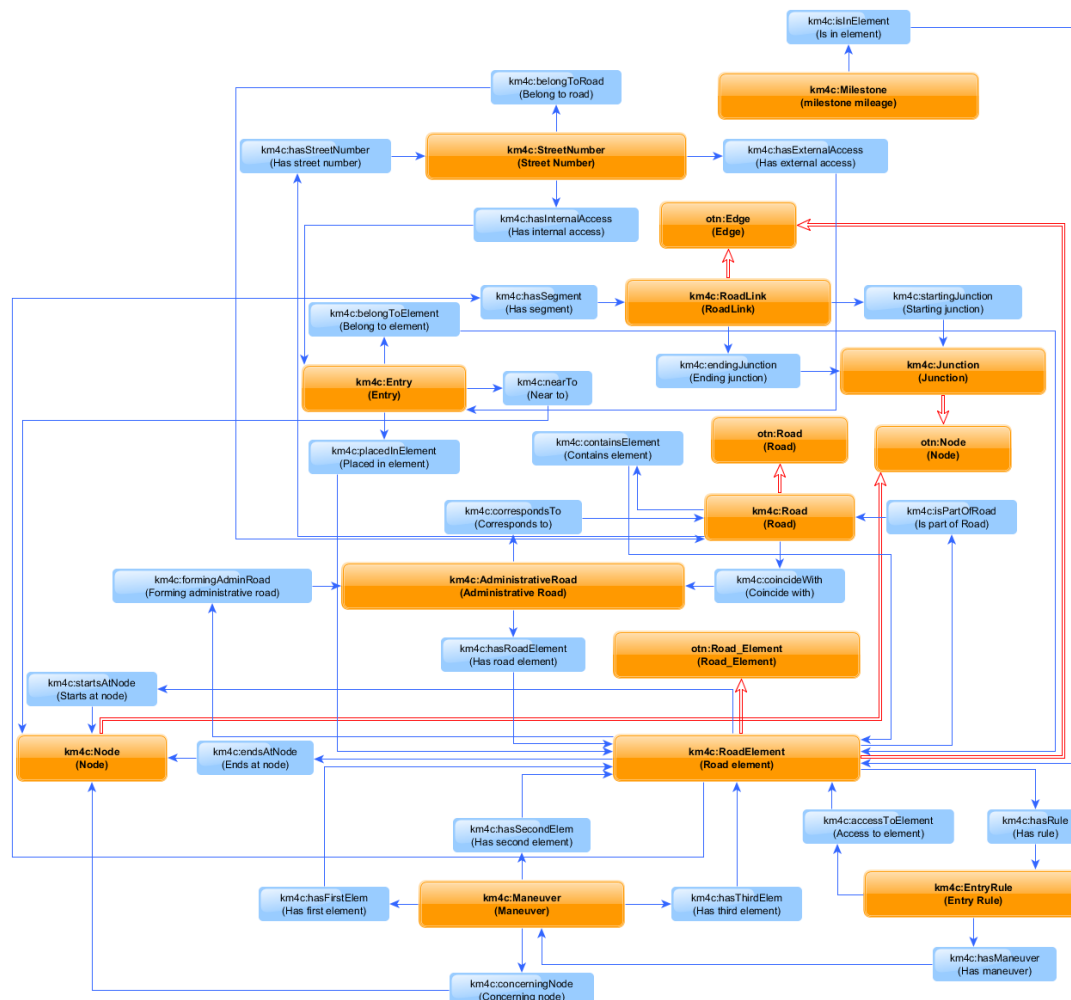 km4c:isInElement
(Is in element)
km4c:Milestone
(milestone mileage)
km4c:belongToRoad
(Belong to road)
km4c:hasStreetNumber
(Has street number)
km4c:StreetNumber
(Street Number)
km4c:hasExternalAccess
(Has external access)
km4c:hasInternalAccess
(Has internal access)
otn:Edge
(Edge)
km4c:hasSegment
(Has segment)
km4c:RoadLink
(RoadLink)
km4c:startingJunction
(Starting junction)
km4c:belongToElement
(Belong to element)
km4c:endingJunction
(Ending junction)
km4c:Junction
(Junction)
km4c:Entry
(Entry)
km4c:nearTo
(Near to)
km4c:placedInElement
(Placed in element)
km4c:containsElement
(Contains element)
otn:Road
(Road)
otn:Node
(Node)
km4c:correspondsTo
(Corresponds to)
km4c:Road
(Road)
km4c:isPartOfRoad
(Is part of Road)
km4c:formingAdminRoad
(Forming administrative road)
km4c:AdministrativeRoad
(Administrative Road)
km4c:coincideWith
(Coincide with)
km4c:hasRoadElement
(Has road element)
otn:Road_Element
(Road_Element)
km4c:startsAtNode
(Starts at node)
km4c:Node
(Node)
km4c:endsAtNode
(Ends at node)
km4c:RoadElement
(Road element)
km4c:hasSecondElem
(Has second element)
km4c:accessToElement
(Access to element)
km4c:hasRule
(Has rule)
km4c:hasFirstElem
(Has first element)
km4c:Maneuver
(Maneuver)
km4c:hasThirdElem
(Has third element)
km4c:EntryRule
(Entry Rule)
km4c:hasManeuver
(Has maneuver)
km4c:concerningNode
(Concerning node)